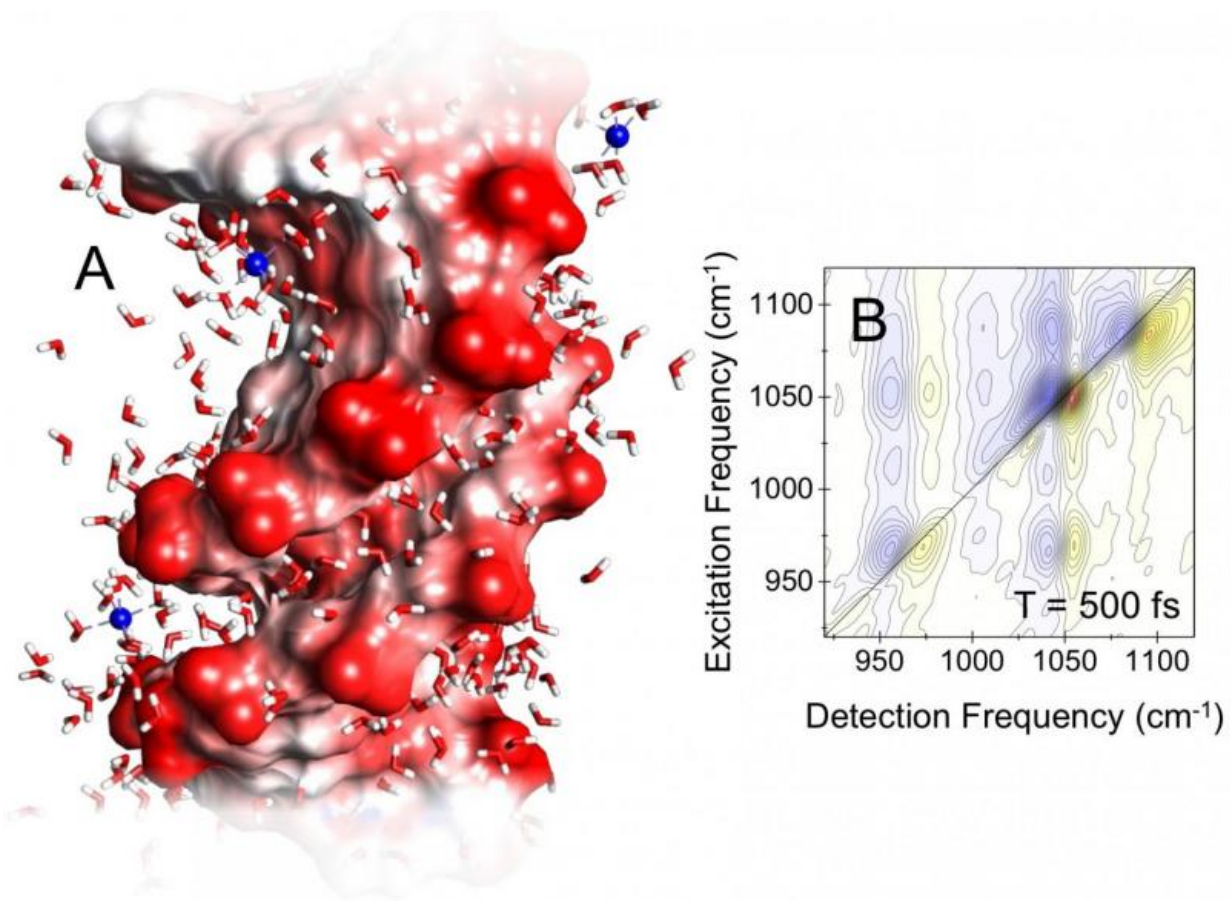 A
B
Excitation Frequency (cm-1)
1100
1050
1000
950
T = 500 fs
950 1000 1050 1100
Detection Frequency (cm-1)